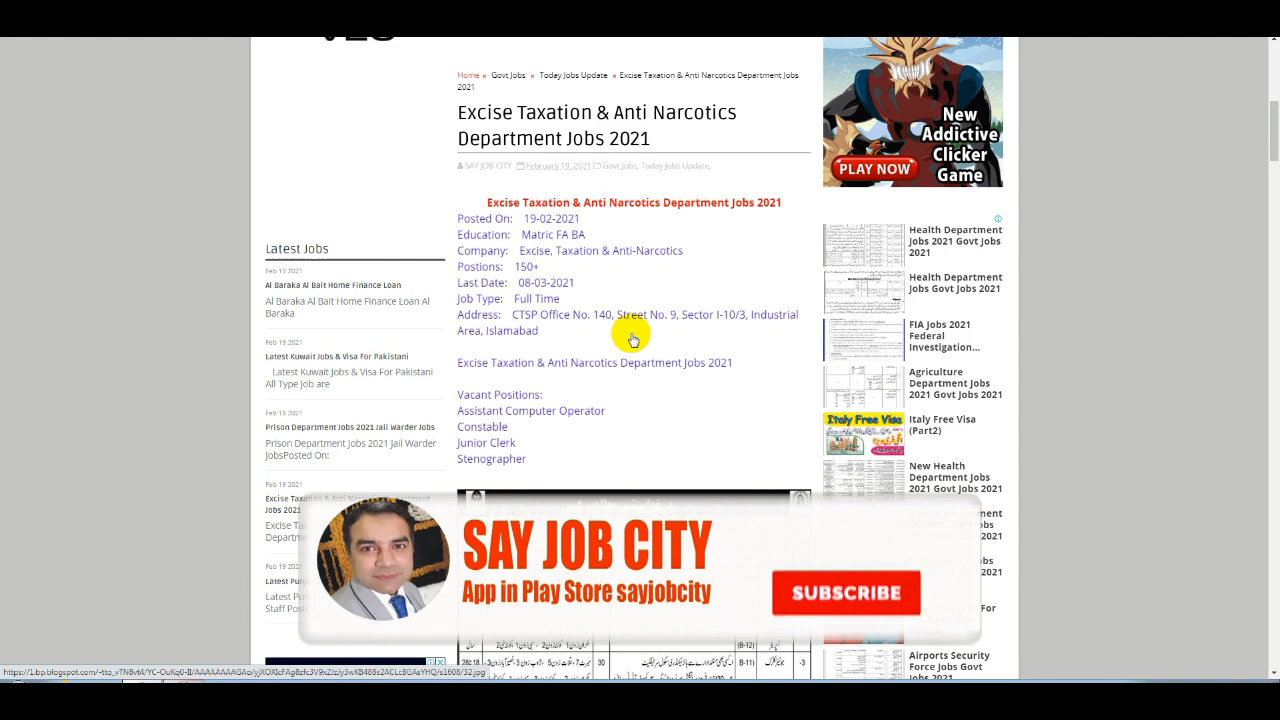 Home » Govt Jobs » Today Jobs Update » Excise Taxation & Anti Narcotics Department Jobs
2021
Excise Taxation & Anti Narcotics
Department Jobs 2021
SAY JOB CITY February 19, 2021 Govt Jobs, Today Jobs Update,
Excise Taxation & Anti Narcotics Department Jobs 2021
Posted On: 19-02-2021
Education: Matric FA BA
Company: Excise, Taxation & Anti-Narcotics
Postions: 150+
Last Date: 08-03-2021
Job Type: Full Time
Address: CTSP Office, 40, Street No. 9, Sector I-10/3, Industrial
Area, Islamabad
Excise Taxation & Anti Narcotics Department Jobs 2021
Vacant Positions:
Assistant Computer Operator
Constable
Junior Clerk
Stenographer
Latest Jobs
Feb 19 2021
Al Baraka Al Bait Home Finance Loan
Al Baraka Al Bait Home Finance Loan Al
Baraka
Feb 19 2021
Latest Kuwait Jobs & Visa For Pakistani
Latest Kuwait Jobs & Visa For Pakistani
All Type Job are
Feb 19 2021
Prison Department Jobs 2021 Jail Warder Jobs
Prison Department Jobs 2021 Jail Warder
JobsPosted On:
Feb 19
Jobs 2021
Feb 19
New
Addictive
Clicker
Game
PLAY NOW
Health Department
Jobs 2021 Govt Jobs
2021
Health Department
Jobs Govt Jobs 2021
FIA Jobs 2021
Federal
Investigation...
Agriculture
Department Jobs
2021 Govt Jobs 2021
Italy Free Visa
Italy Free Visa
(Part2)
New Health
Department Jobs
2021 Govt Jobs 2021
Airports Security
Force Jobs Govt
SAY JOB CITY
App in Play Store sayjobcity
SUBSCRIBE
(B-12)
(B-11)